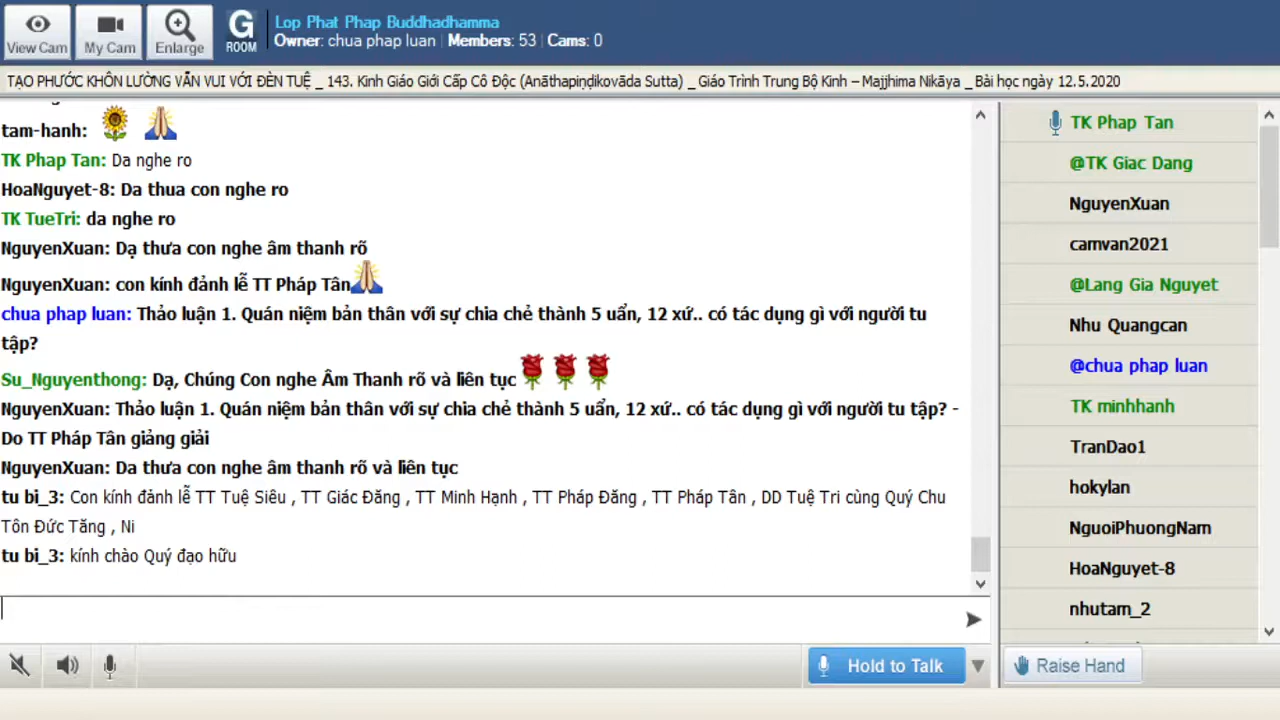 View Cam
My Cam
Enlarge
G
ROOM
Lop Phat Phap Buddhadhamma
Owner: chua phap luan | Members: 53 | Cams: 0
TẠO PHƯỚC KHÔN LƯỜNG VẪN VUI VỚI ĐÈN TUỆ _ 143. Kinh Giáo Giới Cấp Cô Độc (Anāthapiṇḍikovāda Sutta) _ Giáo Trình Trung Bộ Kinh – Majjhima Nikāya _ Bài học ngày 12.5.2020
tam-hanh:
TK Phap Tan: Da nghe ro
HoaNguyet-8: Da thua con nghe ro
TK TueTri: da nghe ro
NguyenXuan: Dạ thưa con nghe âm thanh rõ
NguyenXuan: con kính đảnh lễ TT Pháp Tân
chua phap luan: Thảo luận 1. Quán niệm bản thân với sự chia chẻ thành 5 uẩn, 12 xứ.. có tác dụng gì với người tu
tập?
Su_Nguyenthong: Dạ, Chúng Con nghe Âm Thanh rõ và liên tục
NguyenXuan: Thảo luận 1. Quán niệm bản thân với sự chia chẻ thành 5 uẩn, 12 xứ.. có tác dụng gì với người tu tập? -
Do TT Pháp Tân giảng giải
NguyenXuan: Da thưa con nghe âm thanh rõ và liên tục
tu bi_3: Con kính đảnh lễ TT Tuệ Siêu , TT Giác Đăng , TT Minh Hạnh , TT Pháp Đăng , TT Pháp Tân , DD Tuệ Tri cùng Quý Chu
Tôn Đức Tăng , Ni
tu bi_3: kính chào Quý đạo hữu
Hold to Talk
TK Phap Tan
@TK Giac Dang
NguyenXuan
camvan2021
@Lang Gia Nguyet
Nhu Quangcan
@chua phap luan
TK minhhanh
TranDao1
hokylan
NguoiPhuongNam
HoaNguyet-8
nhutam_2
Raise Hand